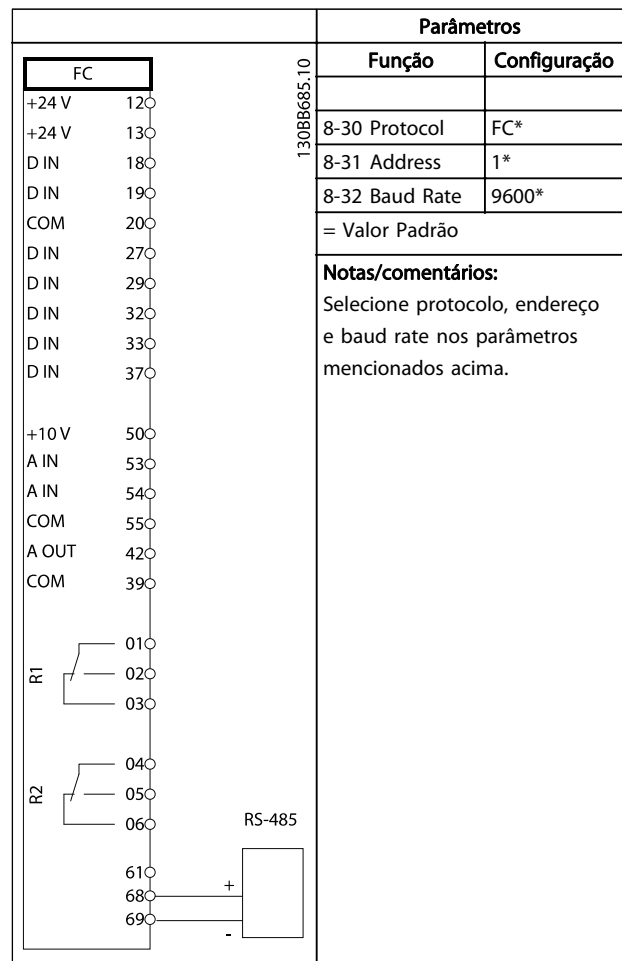 FC
+24 V 12
+24 V 13
D IN 18
D IN 19
COM 20
D IN 27
D IN 29
D IN 32
D IN 33
D IN 37
+10 V 50
A IN 53
A IN 54
COM 55
A OUT 42
COM 39
R1
01
02
03
R2
04
05
06
RS-485
61
68 +
69 -
130BB685.10
Parâmetros
Função Configuração
8-30 Protocol FC*
8-31 Address 1*
8-32 Baud Rate 9600*
= Valor Padrão
Notas/comentários:
Selecione protocolo, endereço
e baud rate nos parâmetros
mencionados acima.